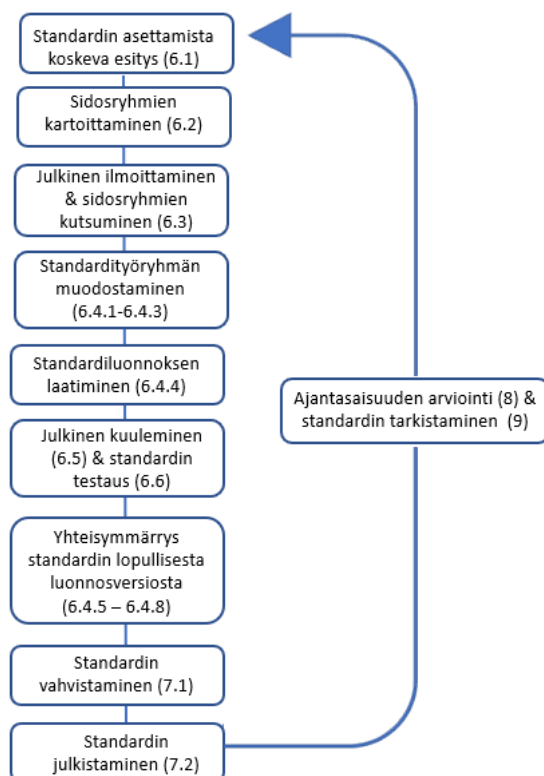 Standardin asettamista
koskeva esitys (6.1)
Sidosryhmien
kartoittaminen (6.2)
Julkinen ilmoittaminen
& sidosryhmien
kutsuminen (6.3)
Standardityöryhmän
muodostaminen
(6.4.1-6.4.3)
Standardiluonnoksen
laatiminen (6.4.4)
Julkinen kuuleminen
(6.5) & standardin
testaus (6.6)
Yhteisymmärrys
standardin lopullisesta
luonnosversiosta
(6.4.5 – 6.4.8)
Standardin
vahvistaminen (7.1)
Standardin
julkistaminen (7.2)
Ajantasaisuuden arviointi (8) &
standardin tarkistaminen (9)